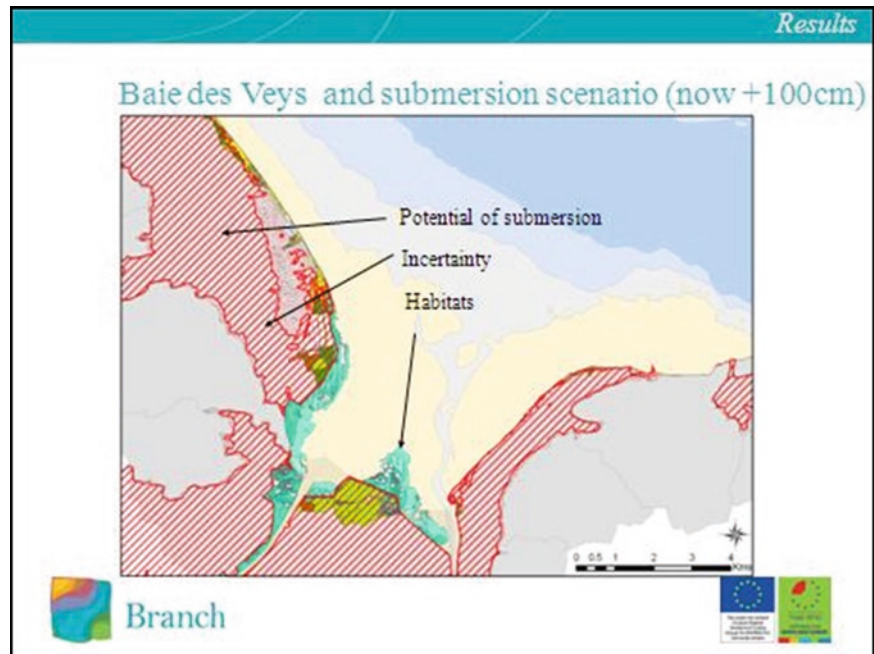 Results
Baie des Veys and submersion scenario (now +100cm)
Potential of submersion
Incertainty
Habitats
0 0.5 1 2 3 4
Kms
Branch